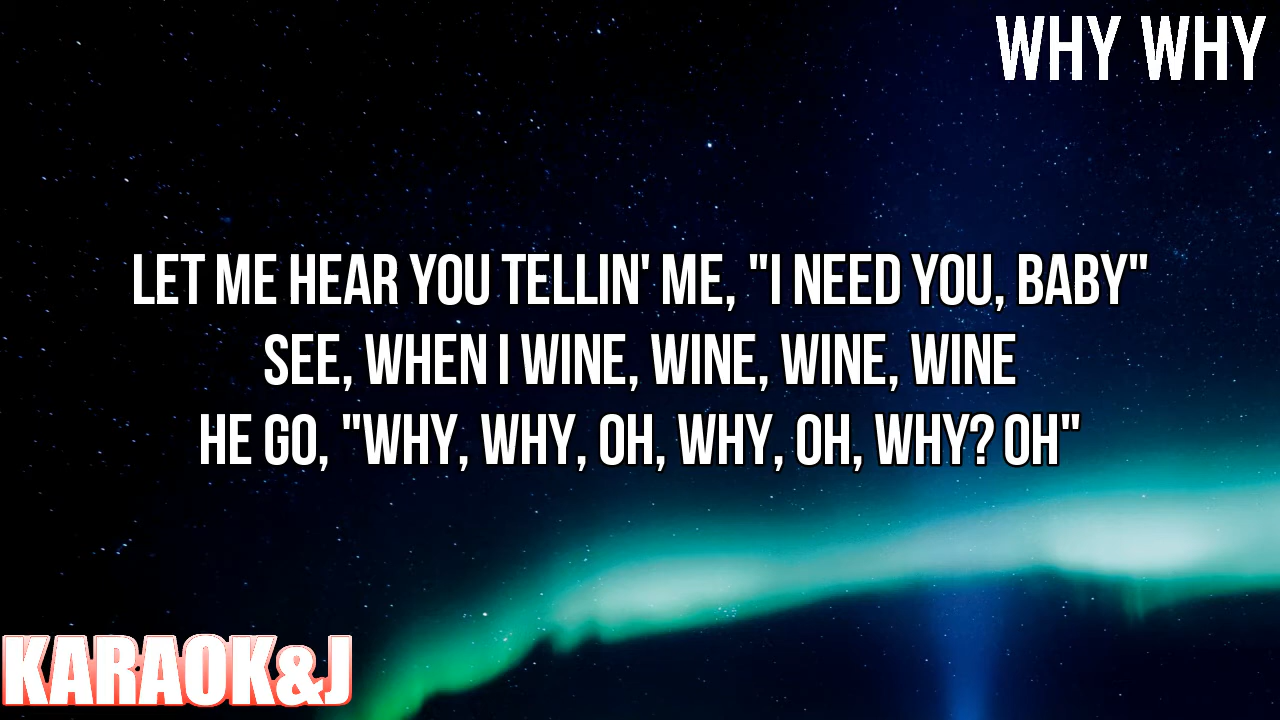 WHY WHY
LET ME HEAR YOU TELLIN' ME, "I NEED YOU, BABY"
SEE, WHEN I WINE, WINE, WINE, WINE
HE GO, "WHY, WHY, OH, WHY, OH, WHY? OH"
KARAOK&J